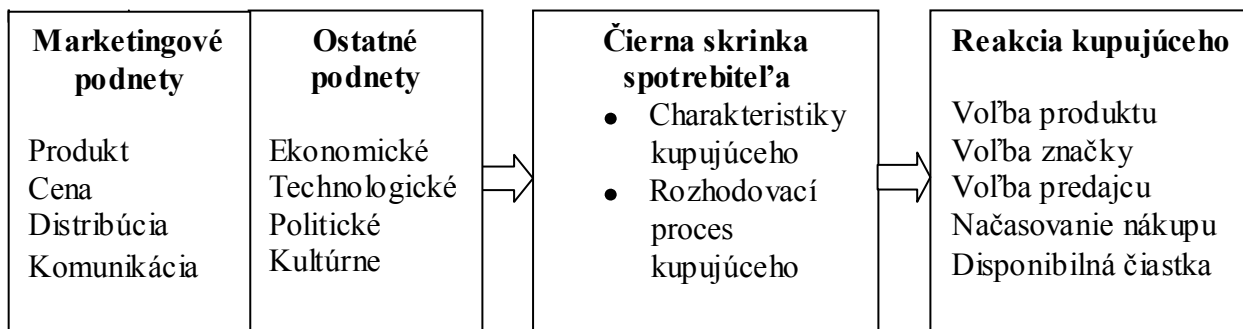 Marketingové
podnety
Produkt
Cena
Distribúcia
Komunikácia
Ostatné
podnety
Ekonomické
Technologické
Politické
Kultúrne
Čierna skrinka
spotrebiteľa
• Charakteristiky
kupujúceho
• Rozhodovací
proces
kupujúceho
Reakcia kupujúceho
Voľba produktu
Voľba značky
Voľba predajcu
Načasovanie nákupu
Disponibilná čiastka